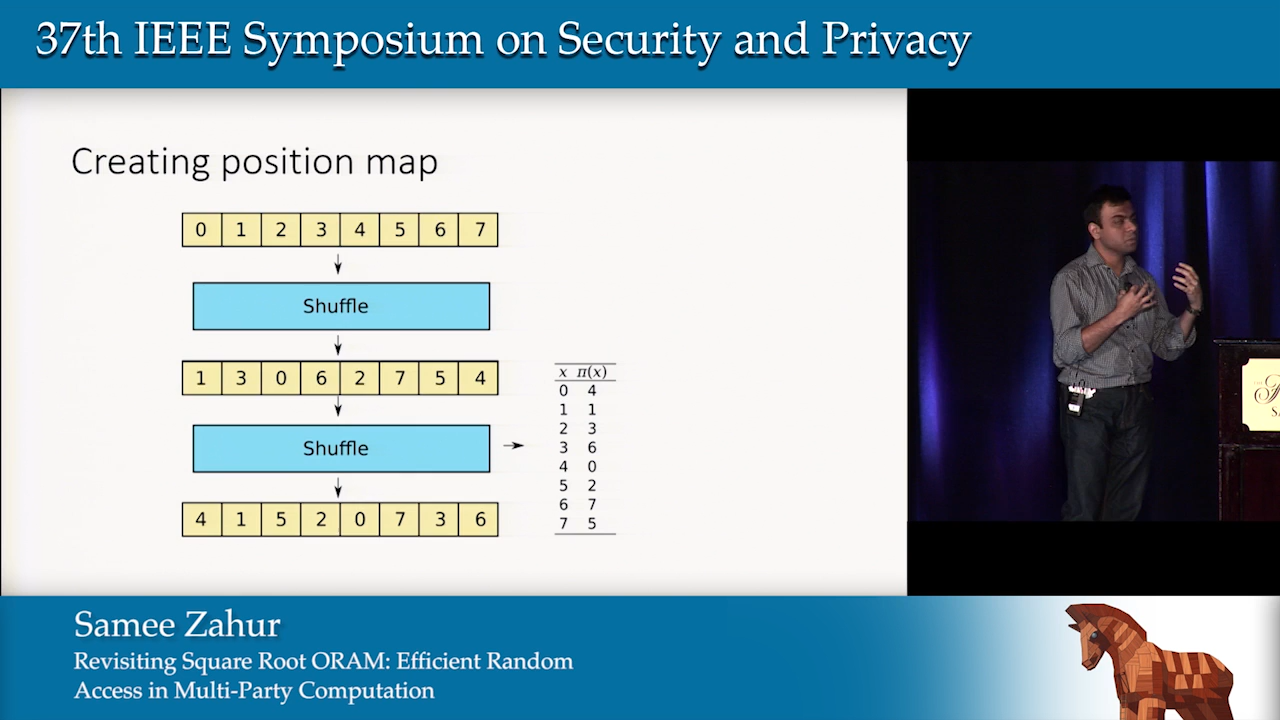 37th IEEE Symposium on Security and Privacy
Creating position map
0 1 2 3 4 5 6 7
Shuffle
1 3 0 6 2 7 5 4
Shuffle
4 1 5 2 0 7 3 6
x π(x)
0 4
1 1
2 3
3 6
4 0
5 2
6 7
7 5
Samee Zahur
Revisiting Square Root ORAM: Efficient Random
Access in Multi-Party Computation